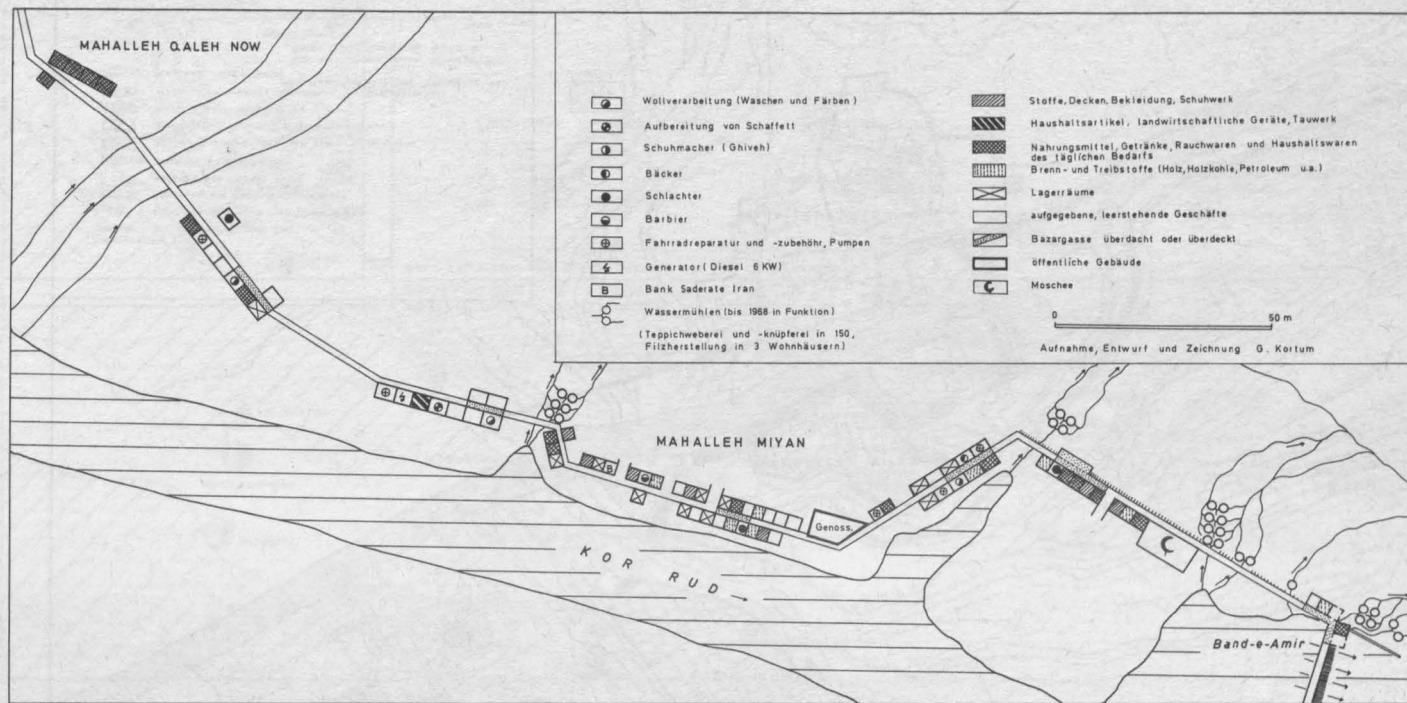 MAHALLEH QALEH NOW
Wollverarbeitung (Waschen und Färben)
Aufbereitung von Schaffett
Schuhmacher (Ghiveh)
Bäcker
Schlachter
Barbier
Fahrradreparatur und -zubehöhr, Pumpen
Generator (Diesel 6 KW)
B Bank Saderate Iran
Wassermühlen (bis 1968 in Funktion)
(Teppichweberei und -knüpferei in 150,
Filzherstellung in 3 Wohnhäusern)
Stoffe, Decken, Bekleidung, Schuhwerk
Haushaltsartikel, landwirtschaftliche Geräte, Tauwerk
Nahrungsmittel, Getränke, Rauchwaren und Haushaltswaren
des täglichen Bedarfs
Brenn- und Treibstoffe (Holz, Holzkohle, Petroleum u.a.)
Lagerräume
aufgegebene, leerstehende Geschäfte
Bazargasse überdacht oder überdeckt
öffentliche Gebäude
Moschee
0 50 m
Aufnahme, Entwurf und Zeichnung G. Kortum
MAHALLEH MIYAN
B
Genoss.
KOR RUD
Band-e-Amir